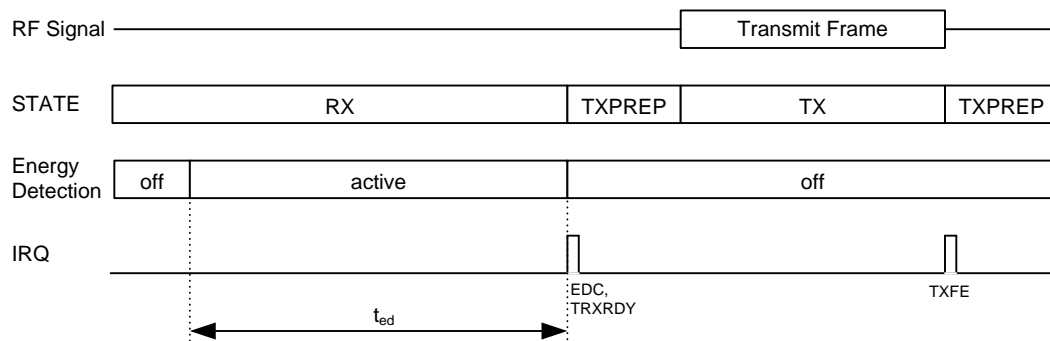 RF Signal
Transmit Frame
STATE
RX
TXPREP
TX
TXPREP
Energy
Detection
off
active
off
IRQ
EDC,
TRXRDY
TXFE
ted